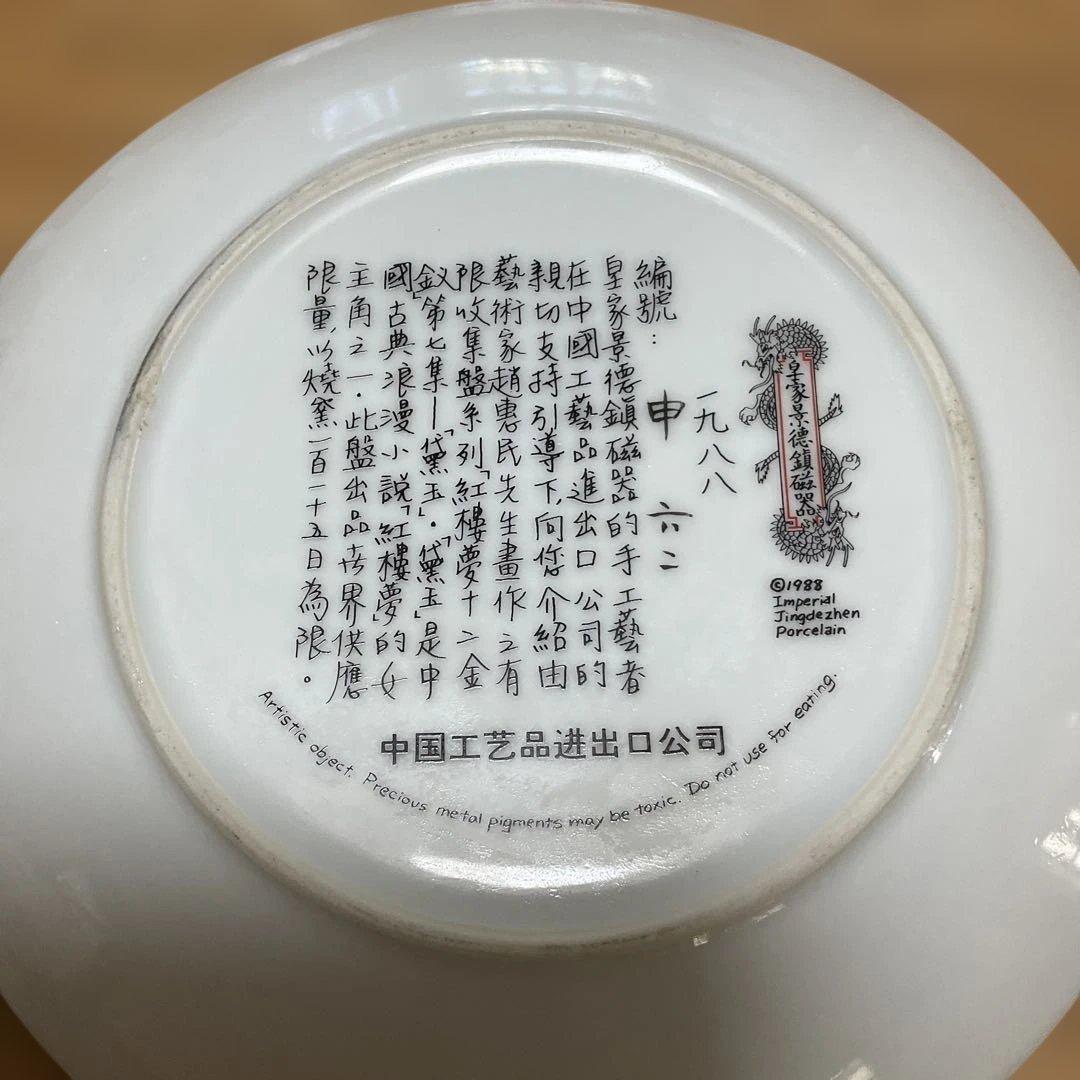 皇家景德鎮磁器
©1988
Imperial
Jingdezhen
Porcelain
一九八八
編號: 申 六二
皇家景德鎮磁器的手工藝者
在中國工藝品進出口公司的
親切支持引導下,向您介紹由
藝術家趙惠民先生畫作之有
限收集盤系列「紅樓夢十二金
釵」第七集—「黛玉」.「黛玉」是中
國古典浪漫小說「紅樓夢」的女
主角之一.此盤出品去界供應
限量,以燒窯一百二十五日為限。
中国工艺品进出口公司
Artistic object. Precious metal pigments may be toxic. Do not use for eating.